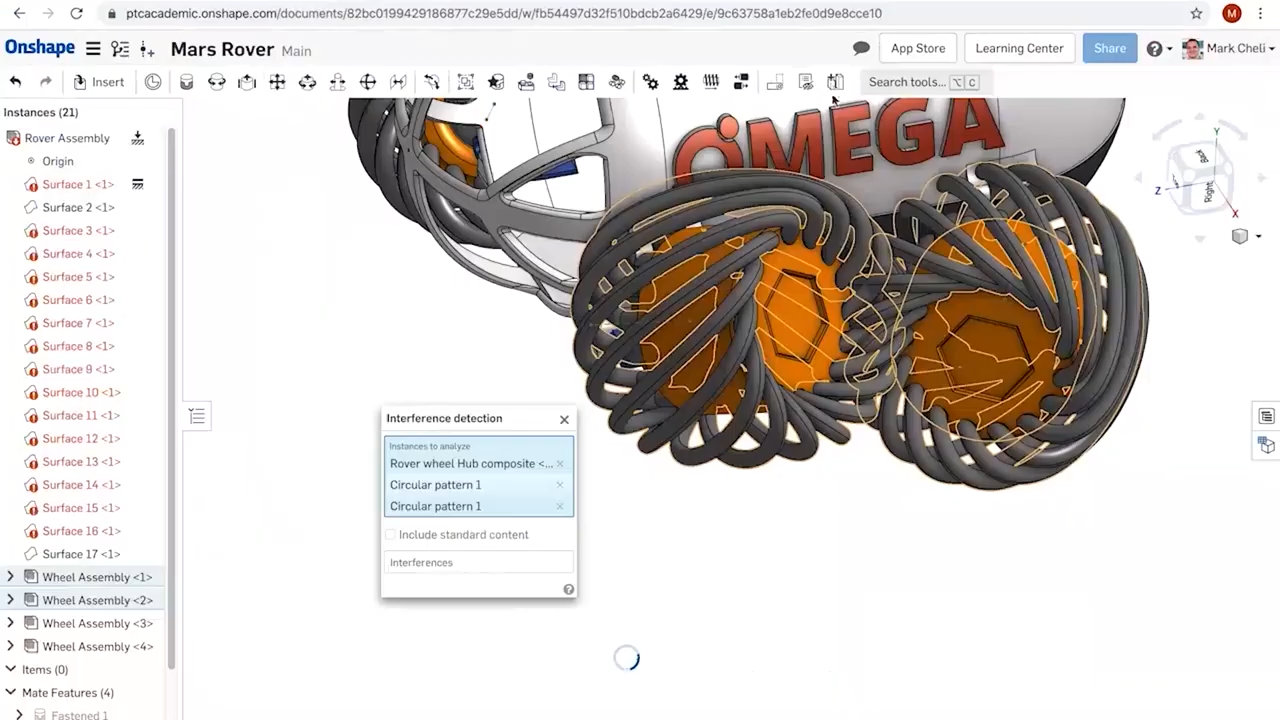 ptcacademic.onshape.com/documents/82bc0199429186877c29e5dd/w/fb54497d32f510bdcb2a6429/e/9c63758a1eb2fe0d9e8cce10
M
Onshape
Mars Rover Main
App Store
Learning Center
Share
Mark Cheli
Insert
Search tools... ⌥ C
Instances (21)
Rover Assembly
Origin
Surface 1 <1>
Surface 2 <1>
Surface 3 <1>
Surface 4 <1>
Surface 5 <1>
Surface 6 <1>
Surface 7 <1>
Surface 8 <1>
Surface 9 <1>
Surface 10 <1>
Surface 11 <1>
Surface 12 <1>
Surface 13 <1>
Surface 14 <1>
Surface 15 <1>
Surface 16 <1>
Surface 17 <1>
Wheel Assembly <1>
Wheel Assembly <2>
Wheel Assembly <3>
Wheel Assembly <4>
Items (0)
Mate Features (4)
Fastened 1
OMEGA
Y
Back
Right
Z
X
Interference detection
Instances to analyze
Rover wheel Hub composite <...
Circular pattern 1
Circular pattern 1
Include standard content
Interferences